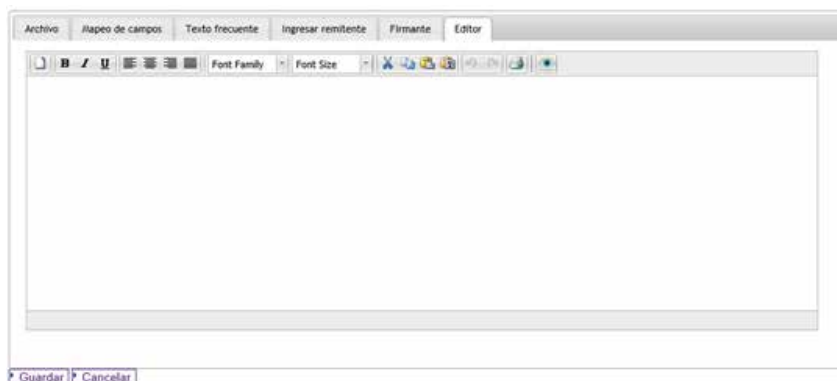 Archivo Mapeo de campos Texto frecuente Ingresar remitente Firmante Editor
B I U Font Family Font Size
Guardar Cancelar